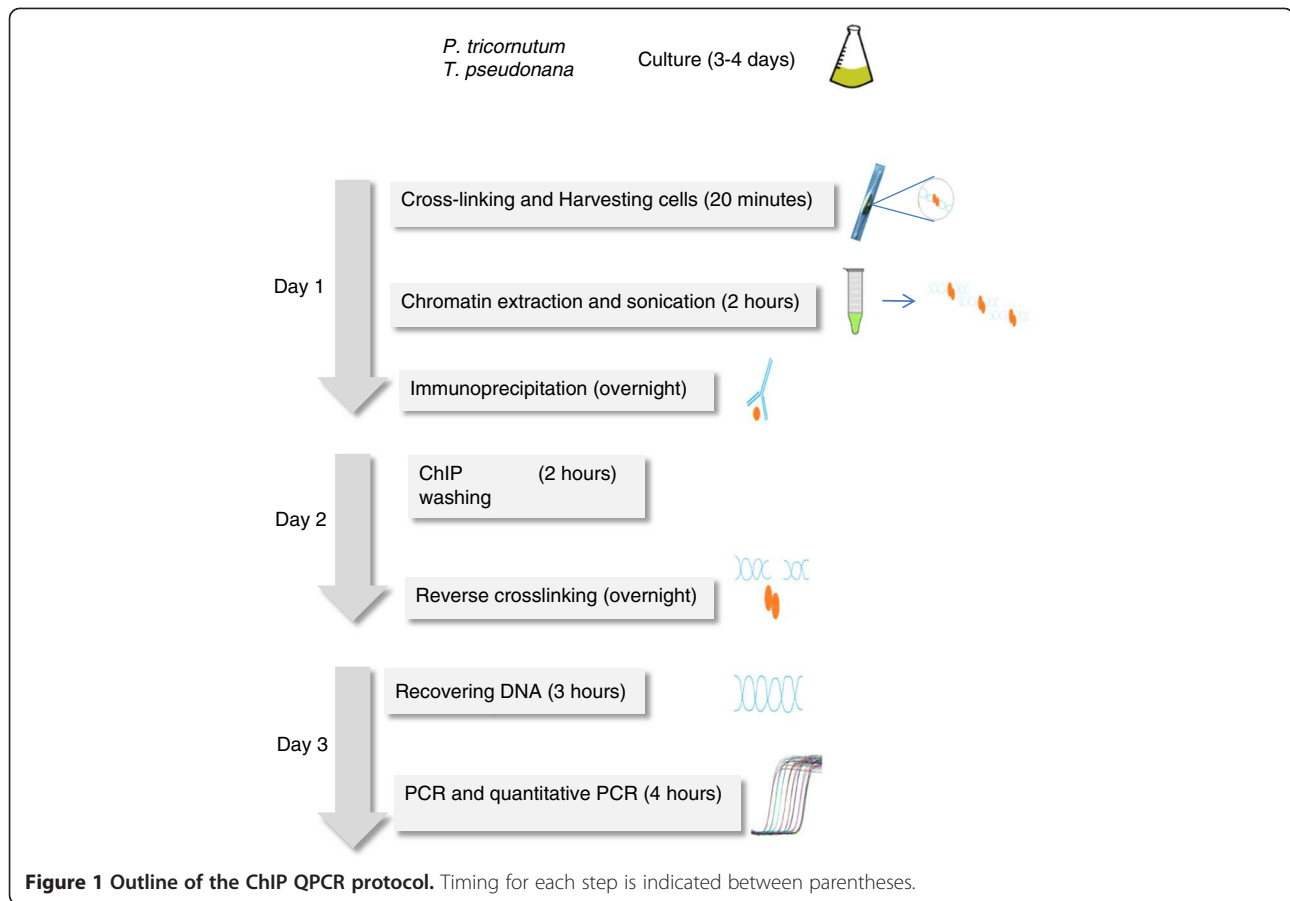 P. tricornutum
T. pseudonana
Culture (3-4 days)
Cross-linking and Harvesting cells (20 minutes)
Day 1
Chromatin extraction and sonication (2 hours)
Immunoprecipitation (overnight)
ChIP (2 hours)
washing
Day 2
Reverse crosslinking (overnight)
Recovering DNA (3 hours)
Day 3
PCR and quantitative PCR (4 hours)
Figure 1 Outline of the ChIP QPCR protocol. Timing for each step is indicated between parentheses.